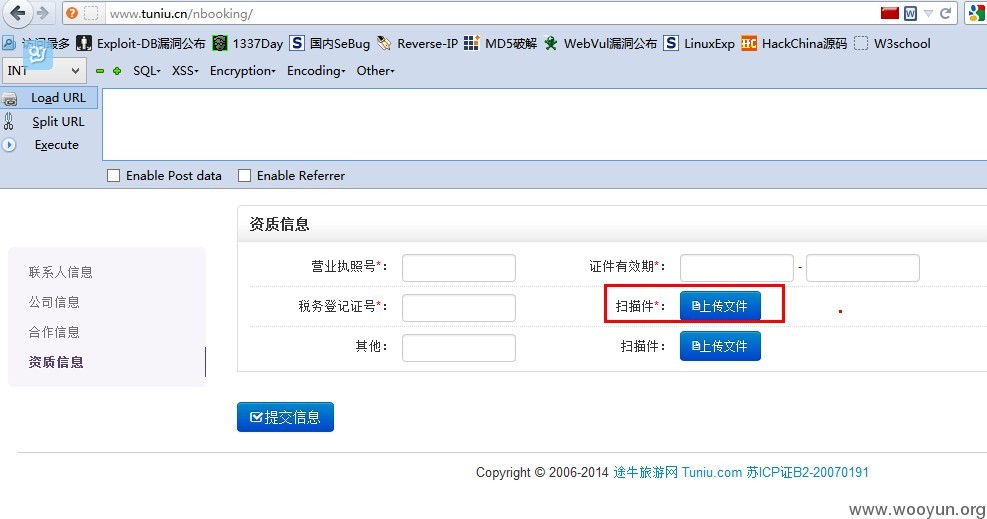 www.tuniu.cn/nbooking/
访问最多 Exploit-DB漏洞公布 1337Day 国内SeBug Reverse-IP MD5破解 WebVul漏洞公布 LinuxExp HackChina源码 W3school
INT SQL XSS Encryption Encoding Other
Load URL
Split URL
Execute
Enable Post data Enable Referrer
资质信息
联系人信息
公司信息
合作信息
资质信息
营业执照号*： 证件有效期*： -
税务登记证号*： 扫描件*： 上传文件
其他： 扫描件： 上传文件
提交信息
Copyright © 2006-2014 途牛旅游网 Tuniu.com 苏ICP证B2-20070191
www.wooyun.org